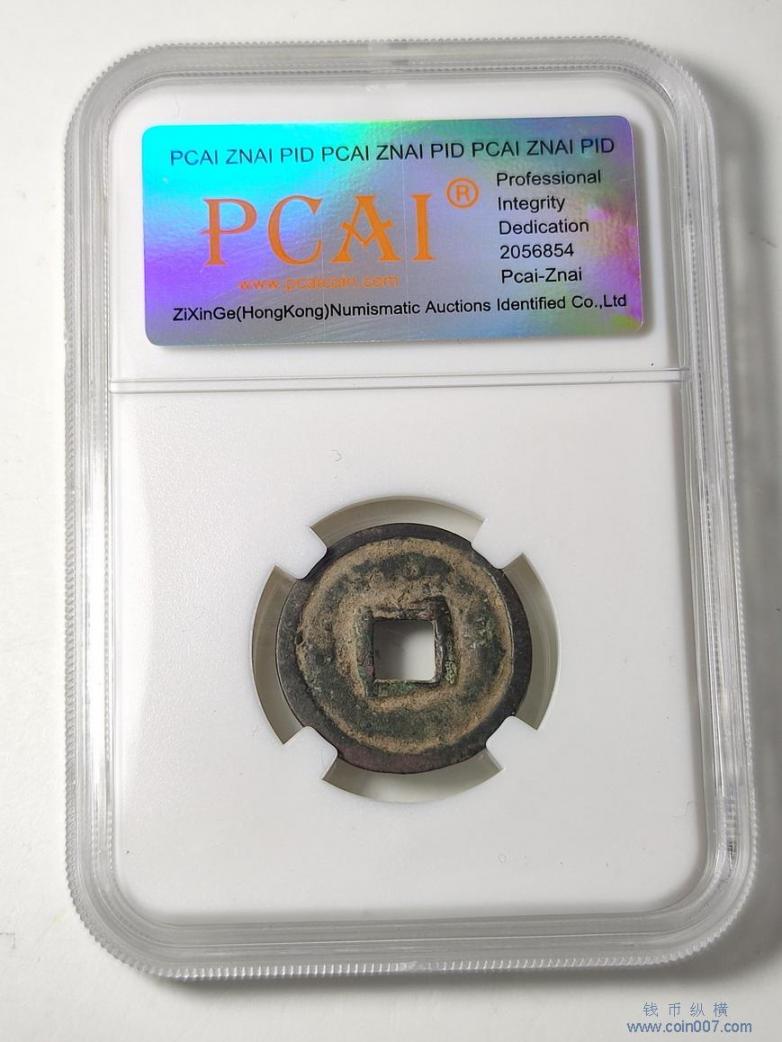 PCAI ZNAI PID PCAI ZNAI PID PCAI ZNAI PID
PCAI®
www.pcaicoin.com
Professional
Integrity
Dedication
2056854
Pcai-Znai
ZiXinGe(HongKong)Numismatic Auctions Identified Co.,Ltd
钱币纵横
www.coin007.com